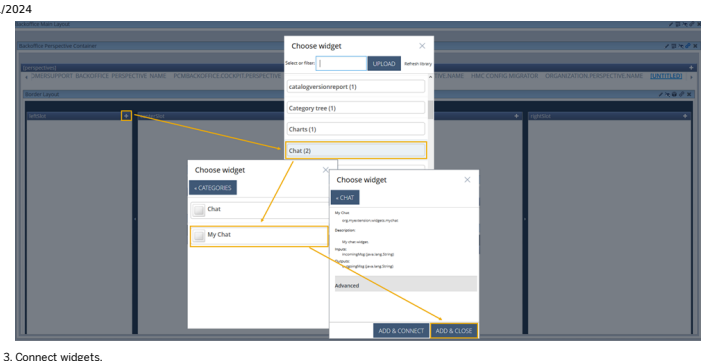 /2024
Backoffice Main Layout
Backoffice Perspective Container
[perspectives]
BACKOFFICE.PERSPECTIVE.NAME PCMBACKOFFICE.COCKPIT.PERSPECTIVE
HMC CONFIG MIGRATOR ORGANIZATION.PERSPECTIVE.NAME [UNTITLED]
Border Layout
leftSlot +
+
rightSlot +
Choose widget ×
Select or filter: UPLOAD Refresh library
catalogversionreport (1)
Category tree (1)
Charts (1)
Chat (2)
Choose widget ×
« CATEGORIES
Chat
My Chat
Choose widget ×
« CHAT
My Chat
org.myextension.widgets.mychat
Description:
My chat widget.
Inputs:
incomingMsg (java.lang.String)
Outputs:
outgoingMsg (java.lang.String)
Advanced
ADD & CONNECT ADD & CLOSE
3. Connect widgets.